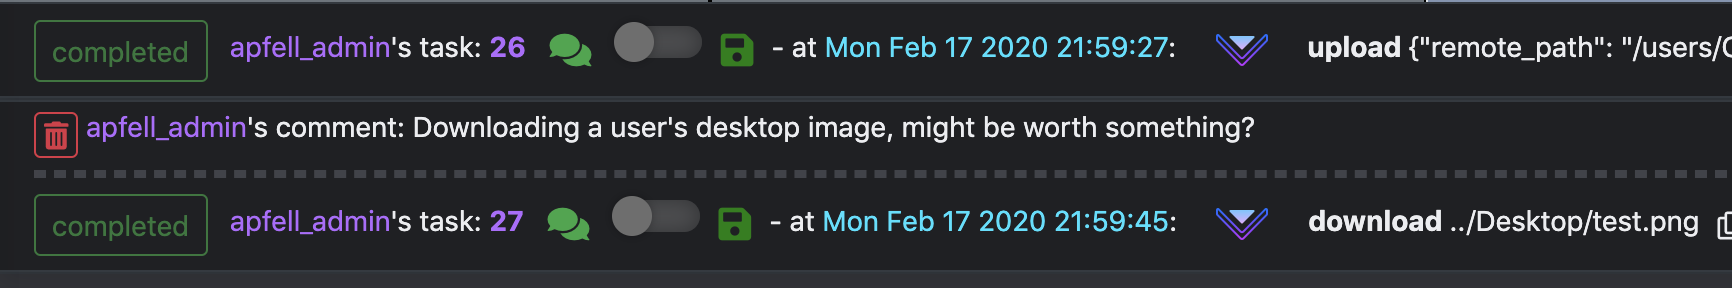 completed apfell_admin's task: 26 - at Mon Feb 17 2020 21:59:27: upload {"remote_path": "/users/
apfell_admin's comment: Downloading a user's desktop image, might be worth something?
completed apfell_admin's task: 27 - at Mon Feb 17 2020 21:59:45: download ../Desktop/test.png